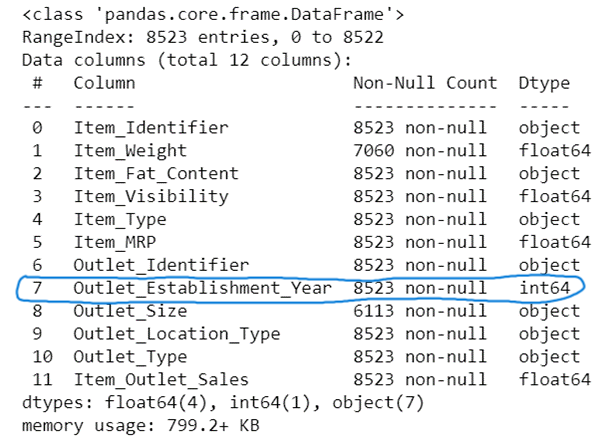 <class 'pandas.core.frame.DataFrame'>
RangeIndex: 8523 entries, 0 to 8522
Data columns (total 12 columns):
 #   Column                     Non-Null Count  Dtype
---  ------                     --------------  -----
 0   Item_Identifier            8523 non-null   object
 1   Item_Weight                7060 non-null   float64
 2   Item_Fat_Content           8523 non-null   object
 3   Item_Visibility            8523 non-null   float64
 4   Item_Type                  8523 non-null   object
 5   Item_MRP                   8523 non-null   float64
 6   Outlet_Identifier          8523 non-null   object
 7   Outlet_Establishment_Year  8523 non-null   int64
 8   Outlet_Size                6113 non-null   object
 9   Outlet_Location_Type       8523 non-null   object
 10  Outlet_Type                8523 non-null   object
 11  Item_Outlet_Sales          8523 non-null   float64
dtypes: float64(4), int64(1), object(7)
memory usage: 799.2+ KB